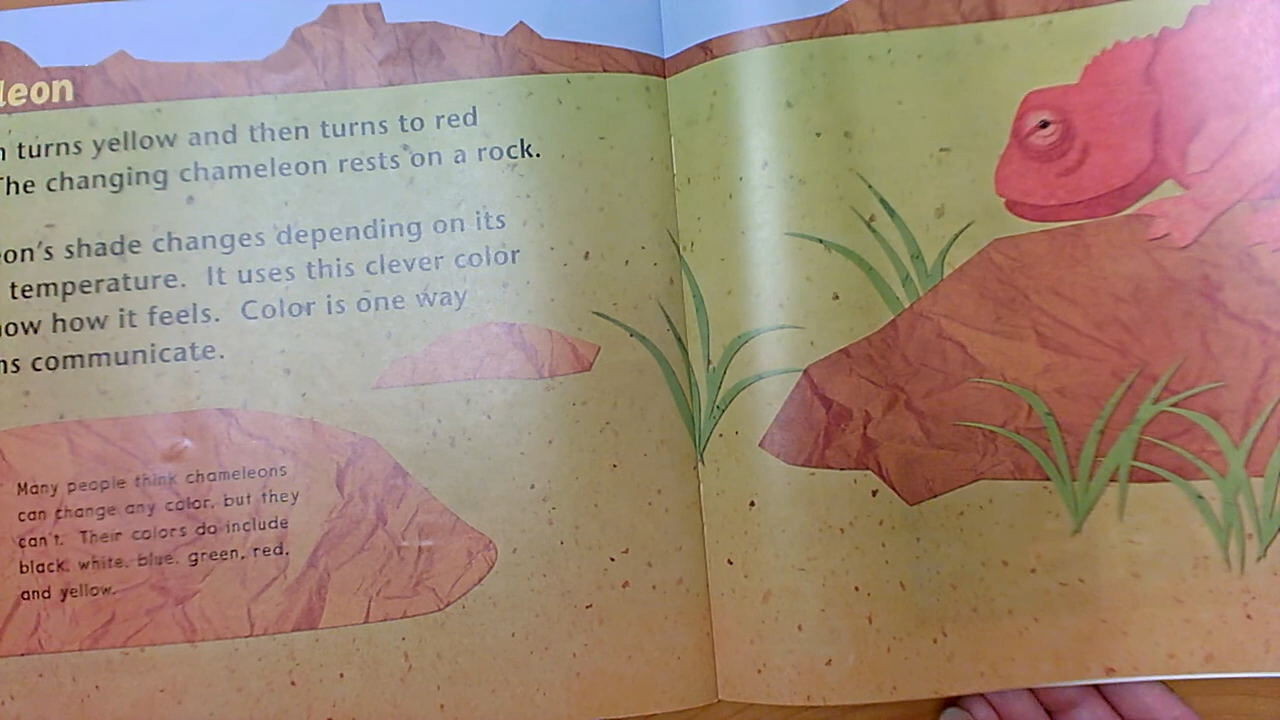 leon
n turns yellow and then turns to red
The changing chameleon rests on a rock.
on's shade changes depending on its
temperature. It uses this clever color
ow how it feels. Color is one way
ns communicate.
Many people think chameleons
can change any color, but they
can't. Their colors do include
black, white, blue, green, red,
and yellow.